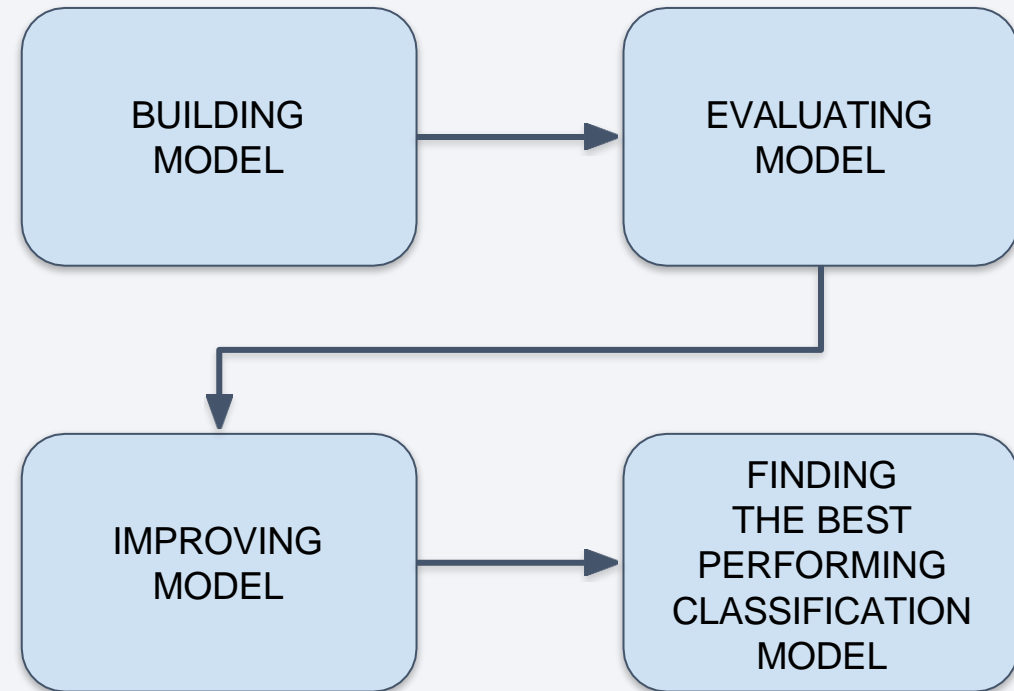 BUILDING
MODEL
EVALUATING
MODEL
IMPROVING
MODEL
FINDING
THE BEST
PERFORMING
CLASSIFICATION
MODEL